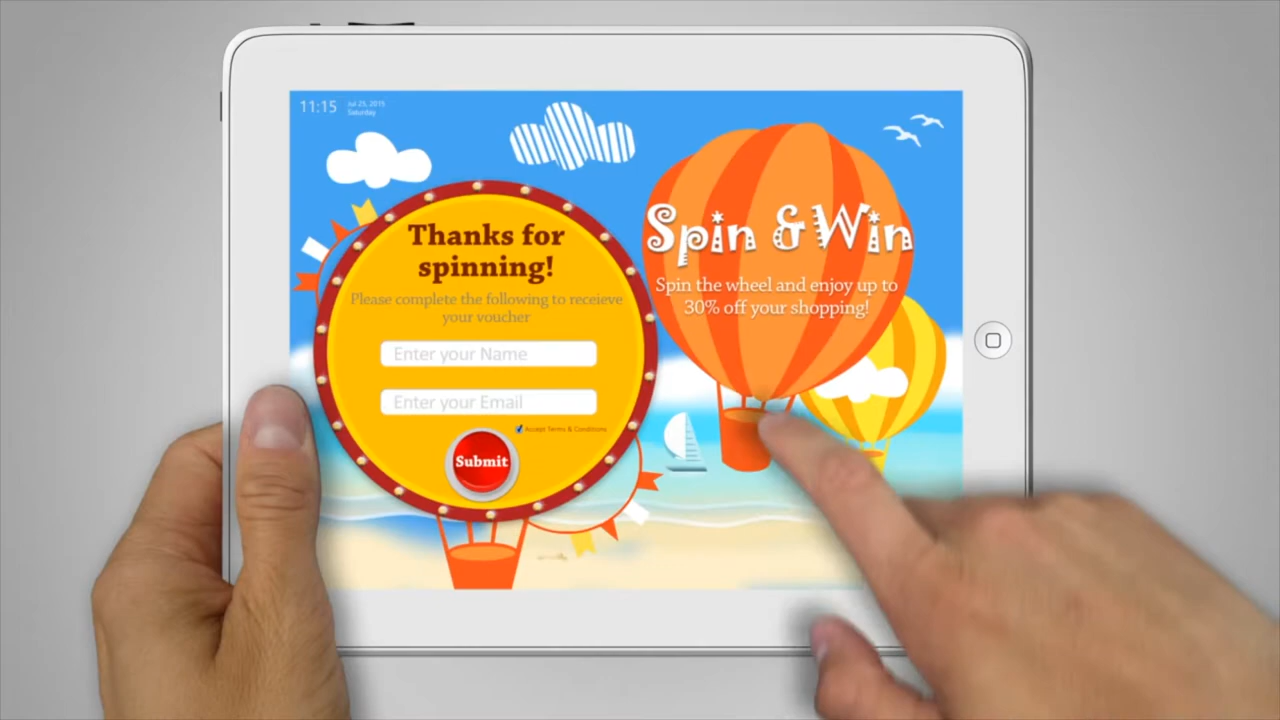 11:15
Jul 25, 2015
Saturday
Thanks for
spinning!
Please complete the following to receieve
your voucher
Enter your Name
Enter your Email
Accept Terms & Conditions
Submit
Spin & Win
Spin the wheel and enjoy up to
30% off your shopping!